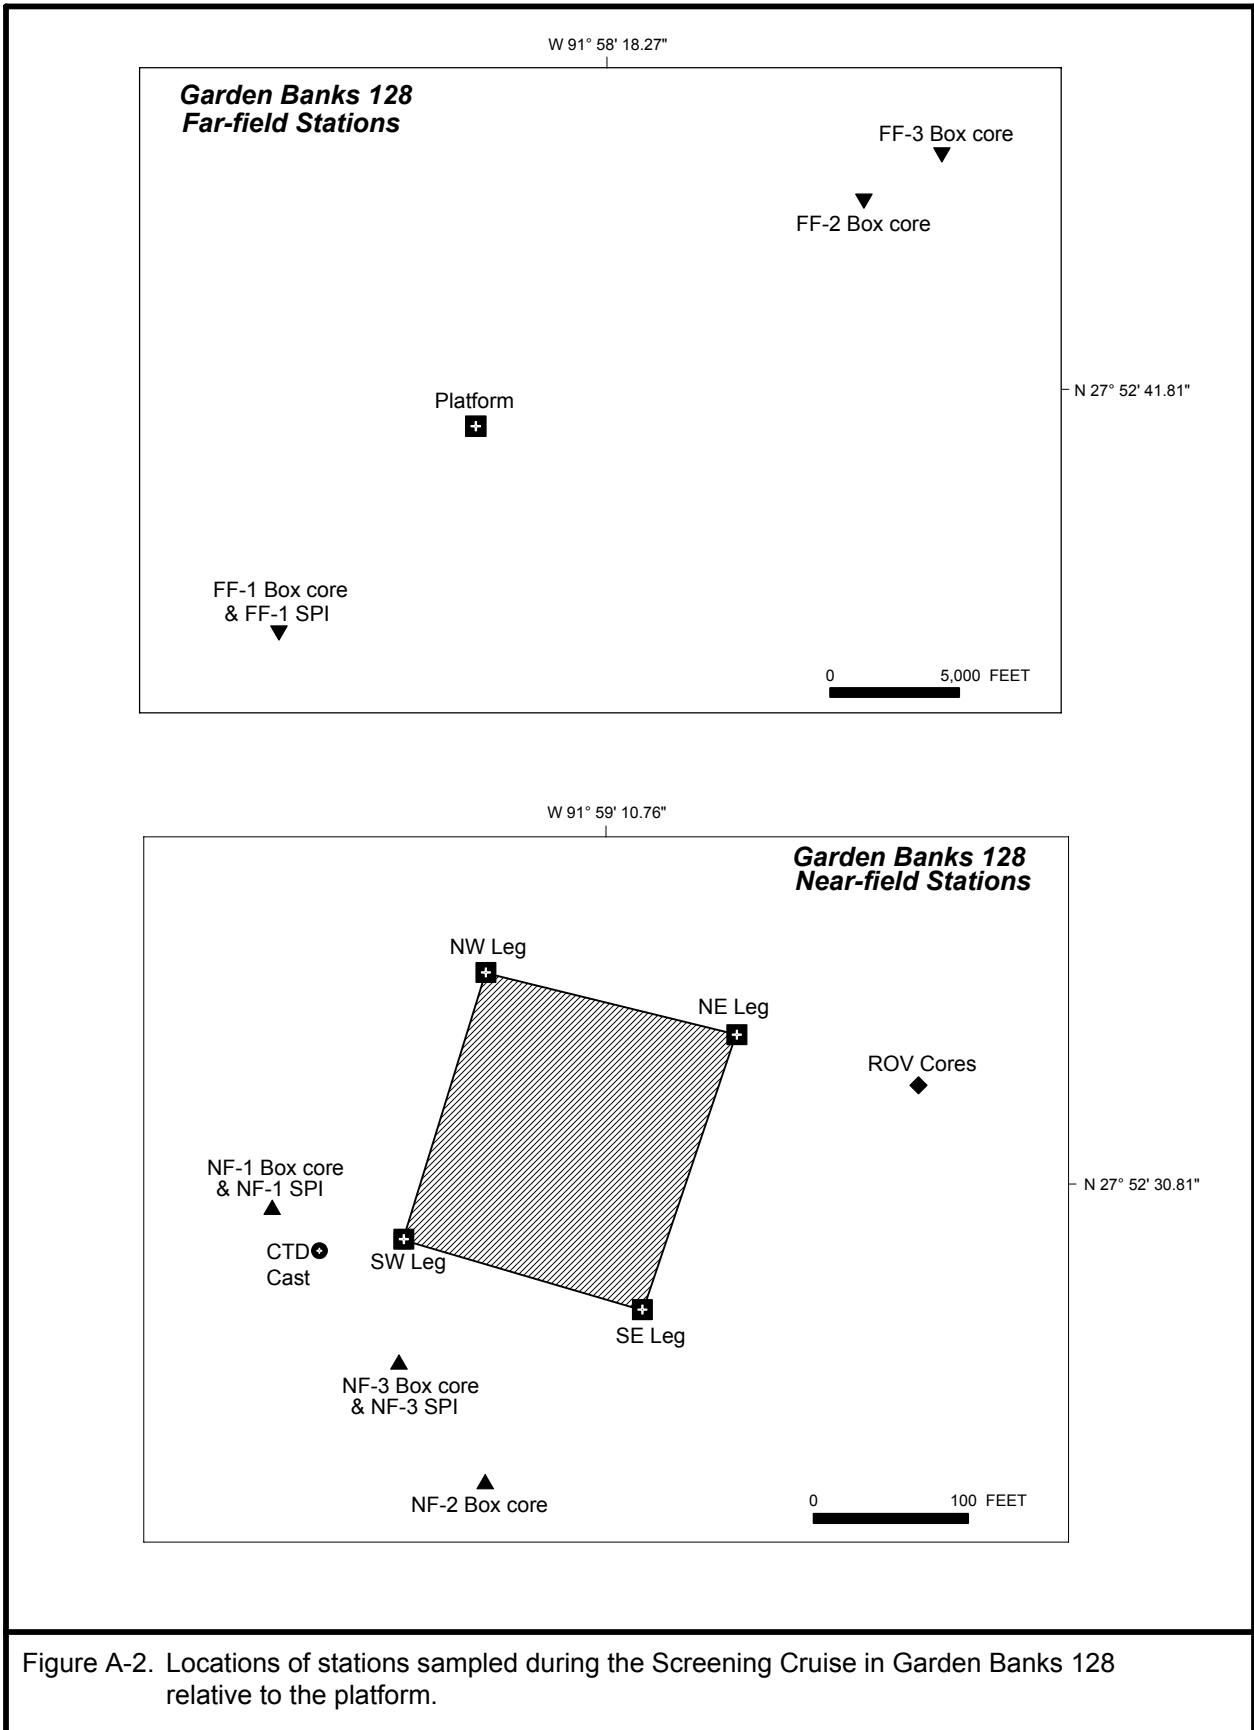 W 91° 58' 18.27"
Garden Banks 128
Far-field Stations
FF-3 Box core
FF-2 Box core
N 27° 52' 41.81"
Platform
FF-1 Box core
& FF-1 SPI
0 5,000 FEET
W 91° 59' 10.76"
Garden Banks 128
Near-field Stations
NW Leg
NE Leg
ROV Cores
NF-1 Box core
& NF-1 SPI
N 27° 52' 30.81"
CTD
Cast
SW Leg
SE Leg
NF-3 Box core
& NF-3 SPI
NF-2 Box core
0 100 FEET
Figure A-2. Locations of stations sampled during the Screening Cruise in Garden Banks 128
relative to the platform.